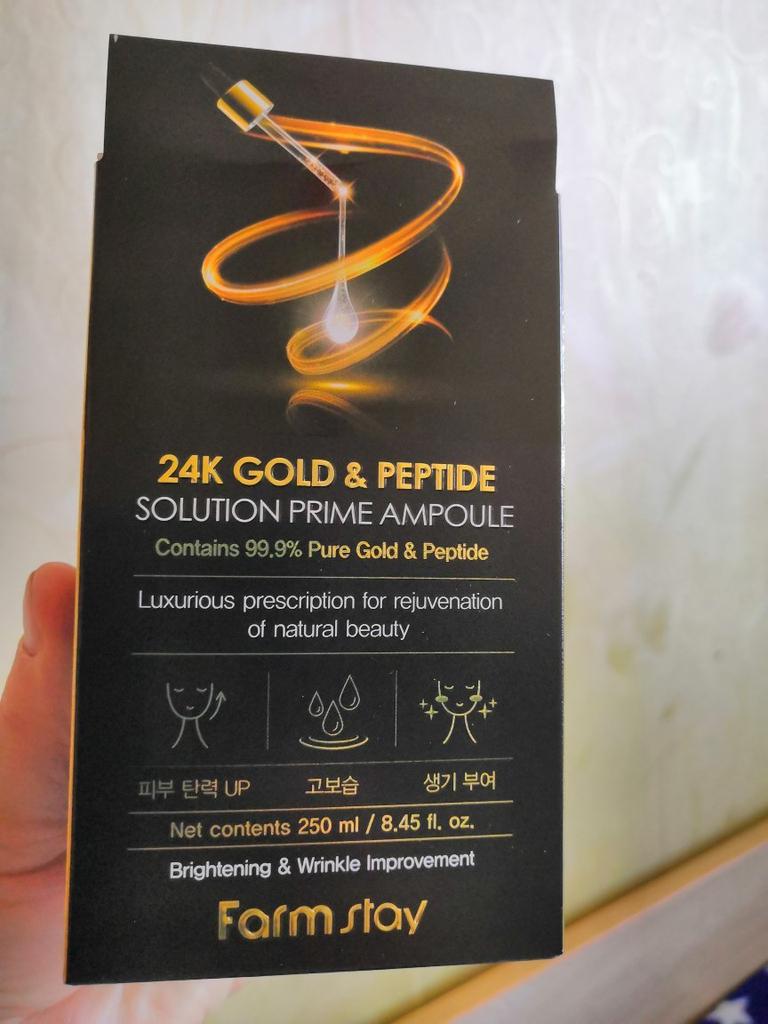 24K GOLD & PEPTIDE
SOLUTION PRIME AMPOULE
Contains 99.9% Pure Gold & Peptide
Luxurious prescription for rejuvenation
of natural beauty
피부 탄력 UP 고보습 생기 부여
Net contents 250 ml / 8.45 fl. oz.
Brightening & Wrinkle Improvement
Farm stay